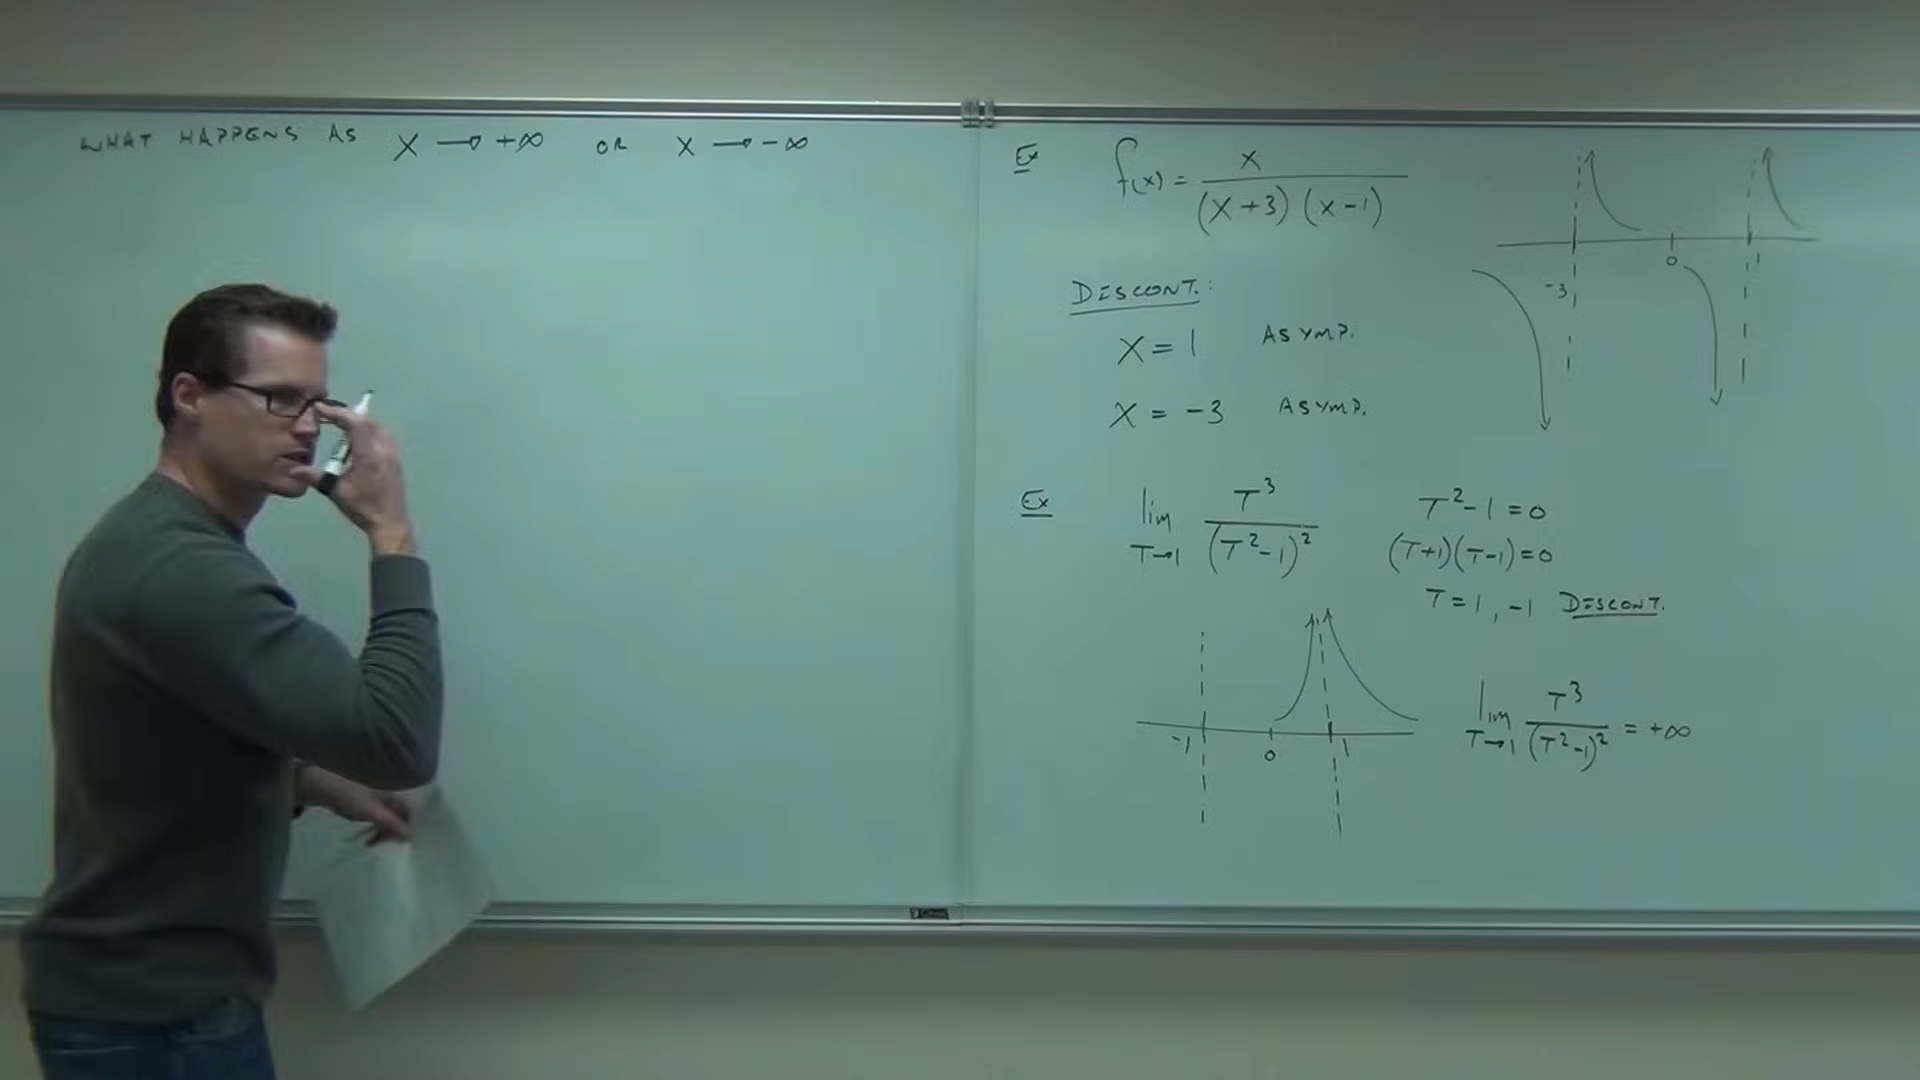 WHAT HAPPENS AS X → +∞ OR X → -∞
Ex f(x) = x / (x+3)(x-1)
DISCONT.:
X = 1 ASYMP.
X = -3 ASYMP.
-3 0 1
Ex lim T→1 T³ / (T²-1)²
T²-1=0
(T+1)(T-1)=0
T=1, -1 DISCONT.
-1 0 1
lim T→1 T³ / (T²-1)² = +∞